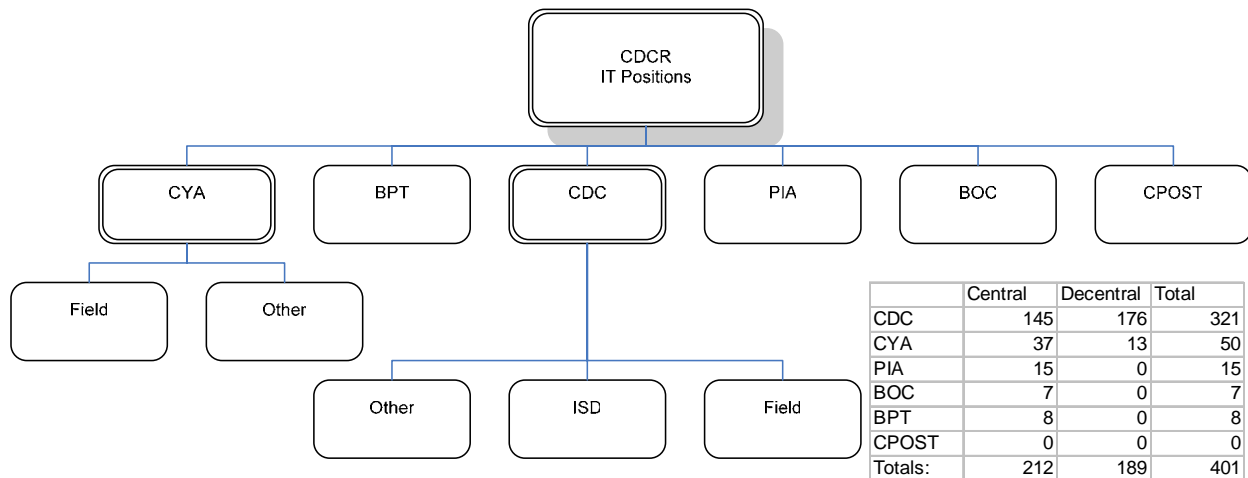 CDCR
IT Positions
CYA
BPT
CDC
PIA
BOC
CPOST
Field
Other
Other
ISD
Field
Central Decentral Total
CDC 145 176 321
CYA 37 13 50
PIA 15 0 15
BOC 7 0 7
BPT 8 0 8
CPOST 0 0 0
Totals: 212 189 401